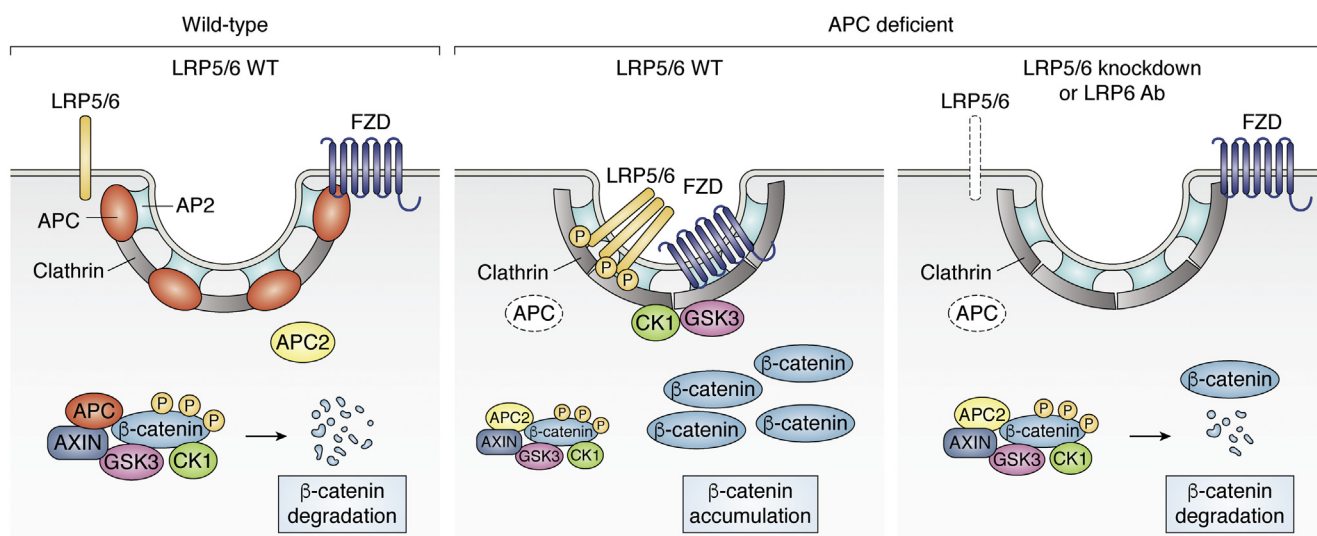 Wild-type
APC deficient
LRP5/6 WT
LRP5/6 WT
LRP5/6 knockdown
or LRP6 Ab
LRP5/6
FZD
APC
AP2
Clathrin
APC2
APC
β-catenin
P
P
P
AXIN
GSK3
CK1
β-catenin
degradation
LRP5/6
FZD
P
P
P
Clathrin
APC
CK1
GSK3
β-catenin
β-catenin
β-catenin
β-catenin
APC2
P
P
P
β-catenin
AXIN
GSK3
CK1
β-catenin
accumulation
LRP5/6
FZD
Clathrin
APC
β-catenin
APC2
P
P
P
β-catenin
AXIN
GSK3
CK1
β-catenin
degradation